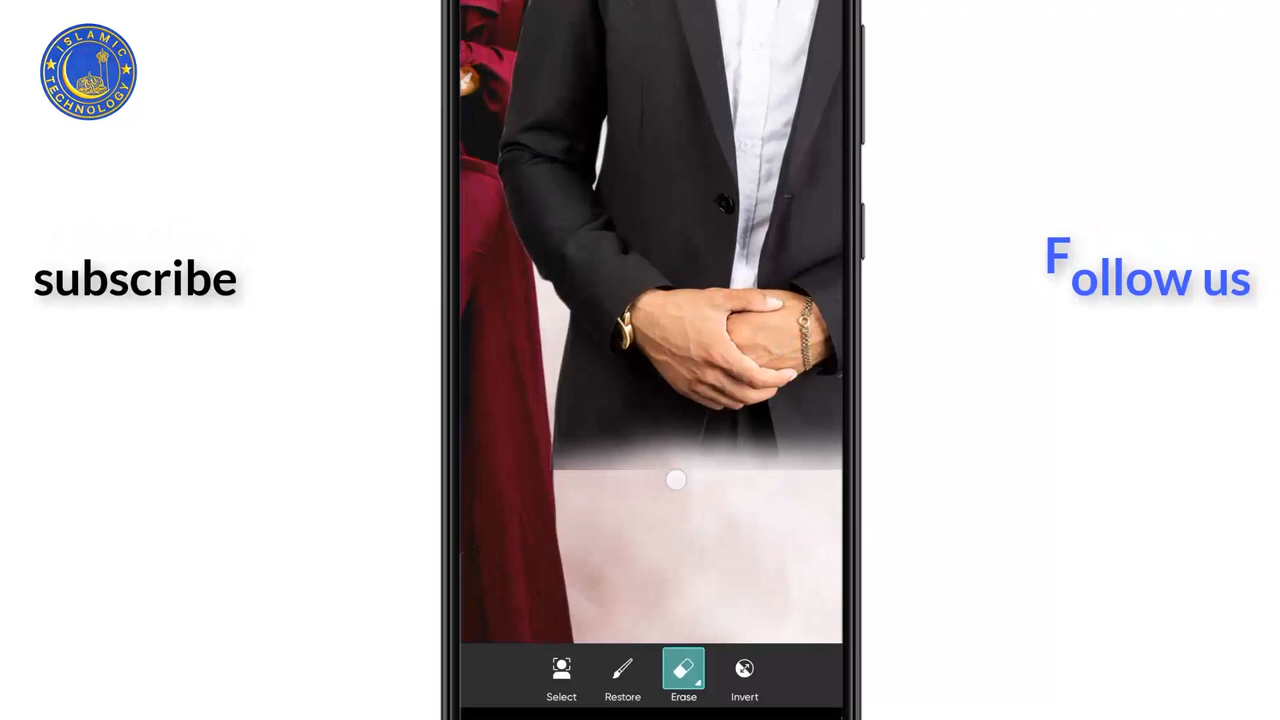 ISLAMIC
TECHNOLOGY
subscribe
Follow us
Select
Restore
Erase
Invert